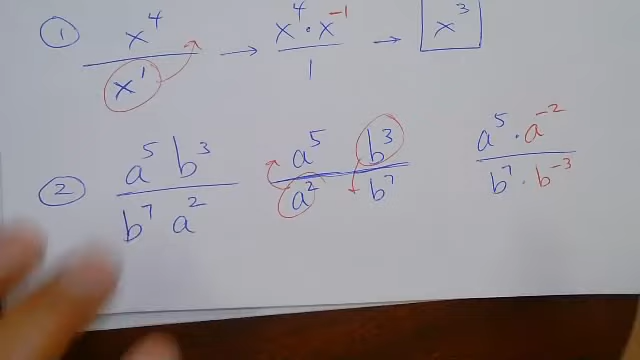 ① x^4 / x^1 → x^4 · x^-1 / 1 → x^3
② a^5 b^3 / b^7 a^2   a^5 b^3 / a^2 b^7   a^5 · a^-2 / b^7 · b^-3